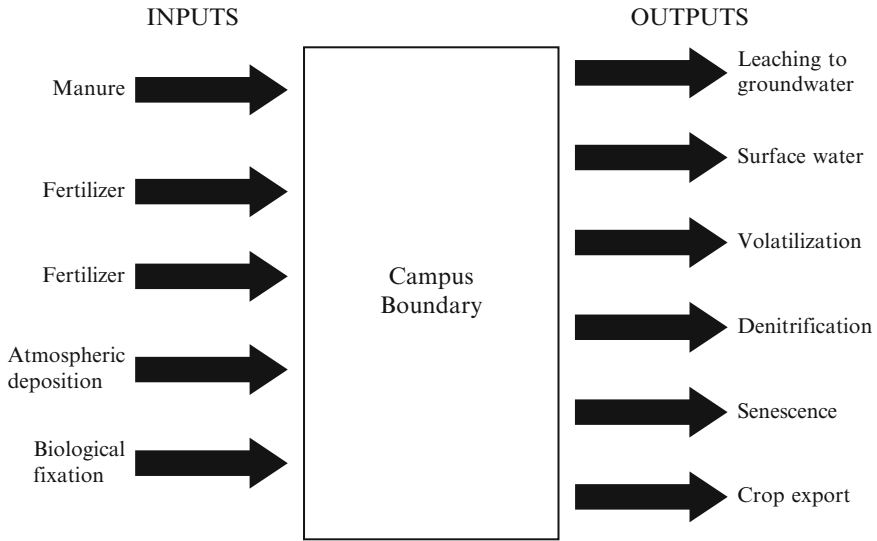 INPUTS
Manure
Fertilizer
Fertilizer
Atmospheric
deposition
Biological
fixation
Campus
Boundary
OUTPUTS
Leaching to
groundwater
Surface water
Volatilization
Denitrification
Senescence
Crop export